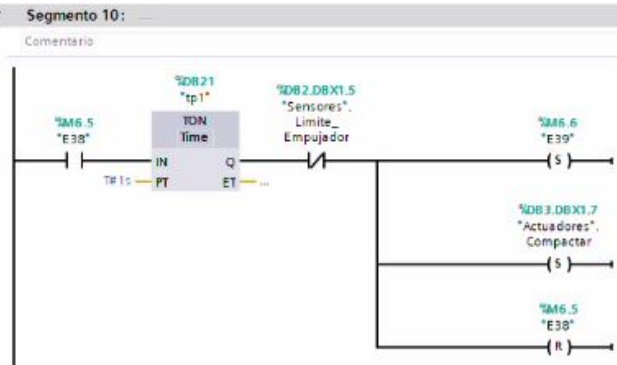 Segmento 10: ....
Comentario
%DB21
"tp1"
TON
Time
IN
Q
PT
ET
...
T#1s
%M6.5
"E38"
%DB2.DBX1.5
"Sensores".
Limite_
Empujador
%M6.6
"E39"
S
%DB3.DBX1.7
"Actuadores".
Compactar
S
%M6.5
"E38"
R